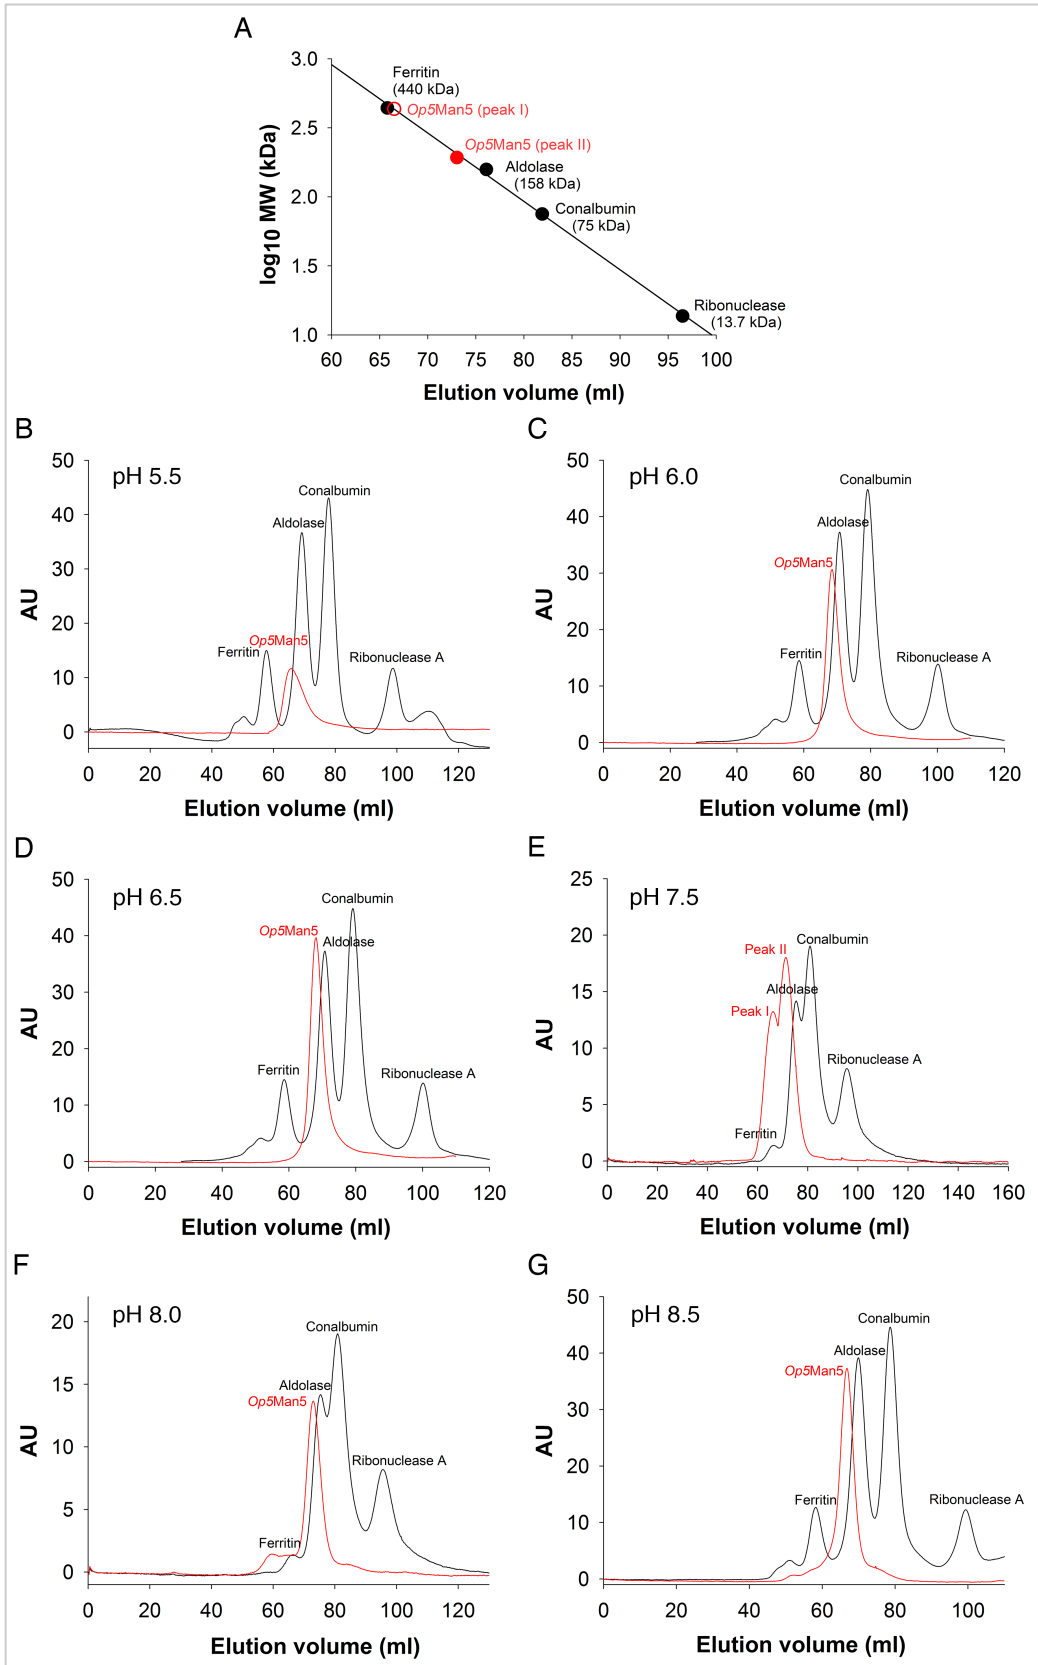 A
log10 MW (kDa)
3.0
2.5
2.0
1.5
1.0
Ferritin
(440 kDa)
Op5Man5 (peak I)
Op5Man5 (peak II)
Aldolase
(158 kDa)
Conalbumin
(75 kDa)
Ribonuclease
(13.7 kDa)
60 65 70 75 80 85 90 95 100
Elution volume (ml)
B
pH 5.5
AU
50
40
30
20
10
0
Conalbumin
Aldolase
Op5Man5
Ferritin
Ribonuclease A
0 20 40 60 80 100 120
Elution volume (ml)
C
pH 6.0
AU
50
40
30
20
10
0
Conalbumin
Aldolase
Op5Man5
Ferritin
Ribonuclease A
0 20 40 60 80 100 120
Elution volume (ml)
D
pH 6.5
AU
50
40
30
20
10
0
Conalbumin
Op5Man5
Aldolase
Ferritin
Ribonuclease A
0 20 40 60 80 100 120
Elution volume (ml)
E
pH 7.5
AU
25
20
15
10
5
0
Conalbumin
Peak II
Aldolase
Peak I
Ribonuclease A
Ferritin
0 20 40 60 80 100 120 140 160
Elution volume (ml)
F
pH 8.0
AU
20
15
10
5
0
Conalbumin
Aldolase
Op5Man5
Ribonuclease A
Ferritin
0 20 40 60 80 100 120
Elution volume (ml)
G
pH 8.5
AU
50
40
30
20
10
0
Conalbumin
Aldolase
Op5Man5
Ferritin
Ribonuclease A
0 20 40 60 80 100
Elution volume (ml)